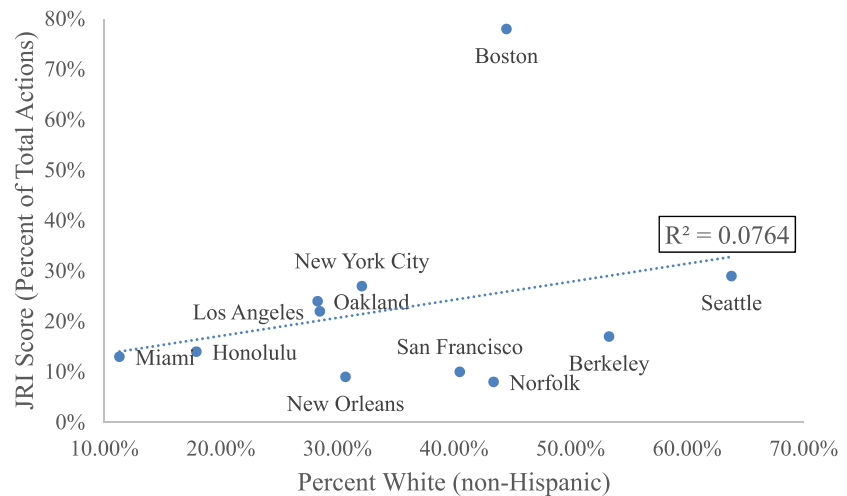 80%
70%
60%
50%
40%
30%
20%
10%
0%
JRI Score (Percent of Total Actions)
Boston
R² = 0.0764
New York City
Los Angeles
Oakland
Seattle
Miami
Honolulu
San Francisco
Berkeley
Norfolk
New Orleans
10.00% 20.00% 30.00% 40.00% 50.00% 60.00% 70.00%
Percent White (non-Hispanic)